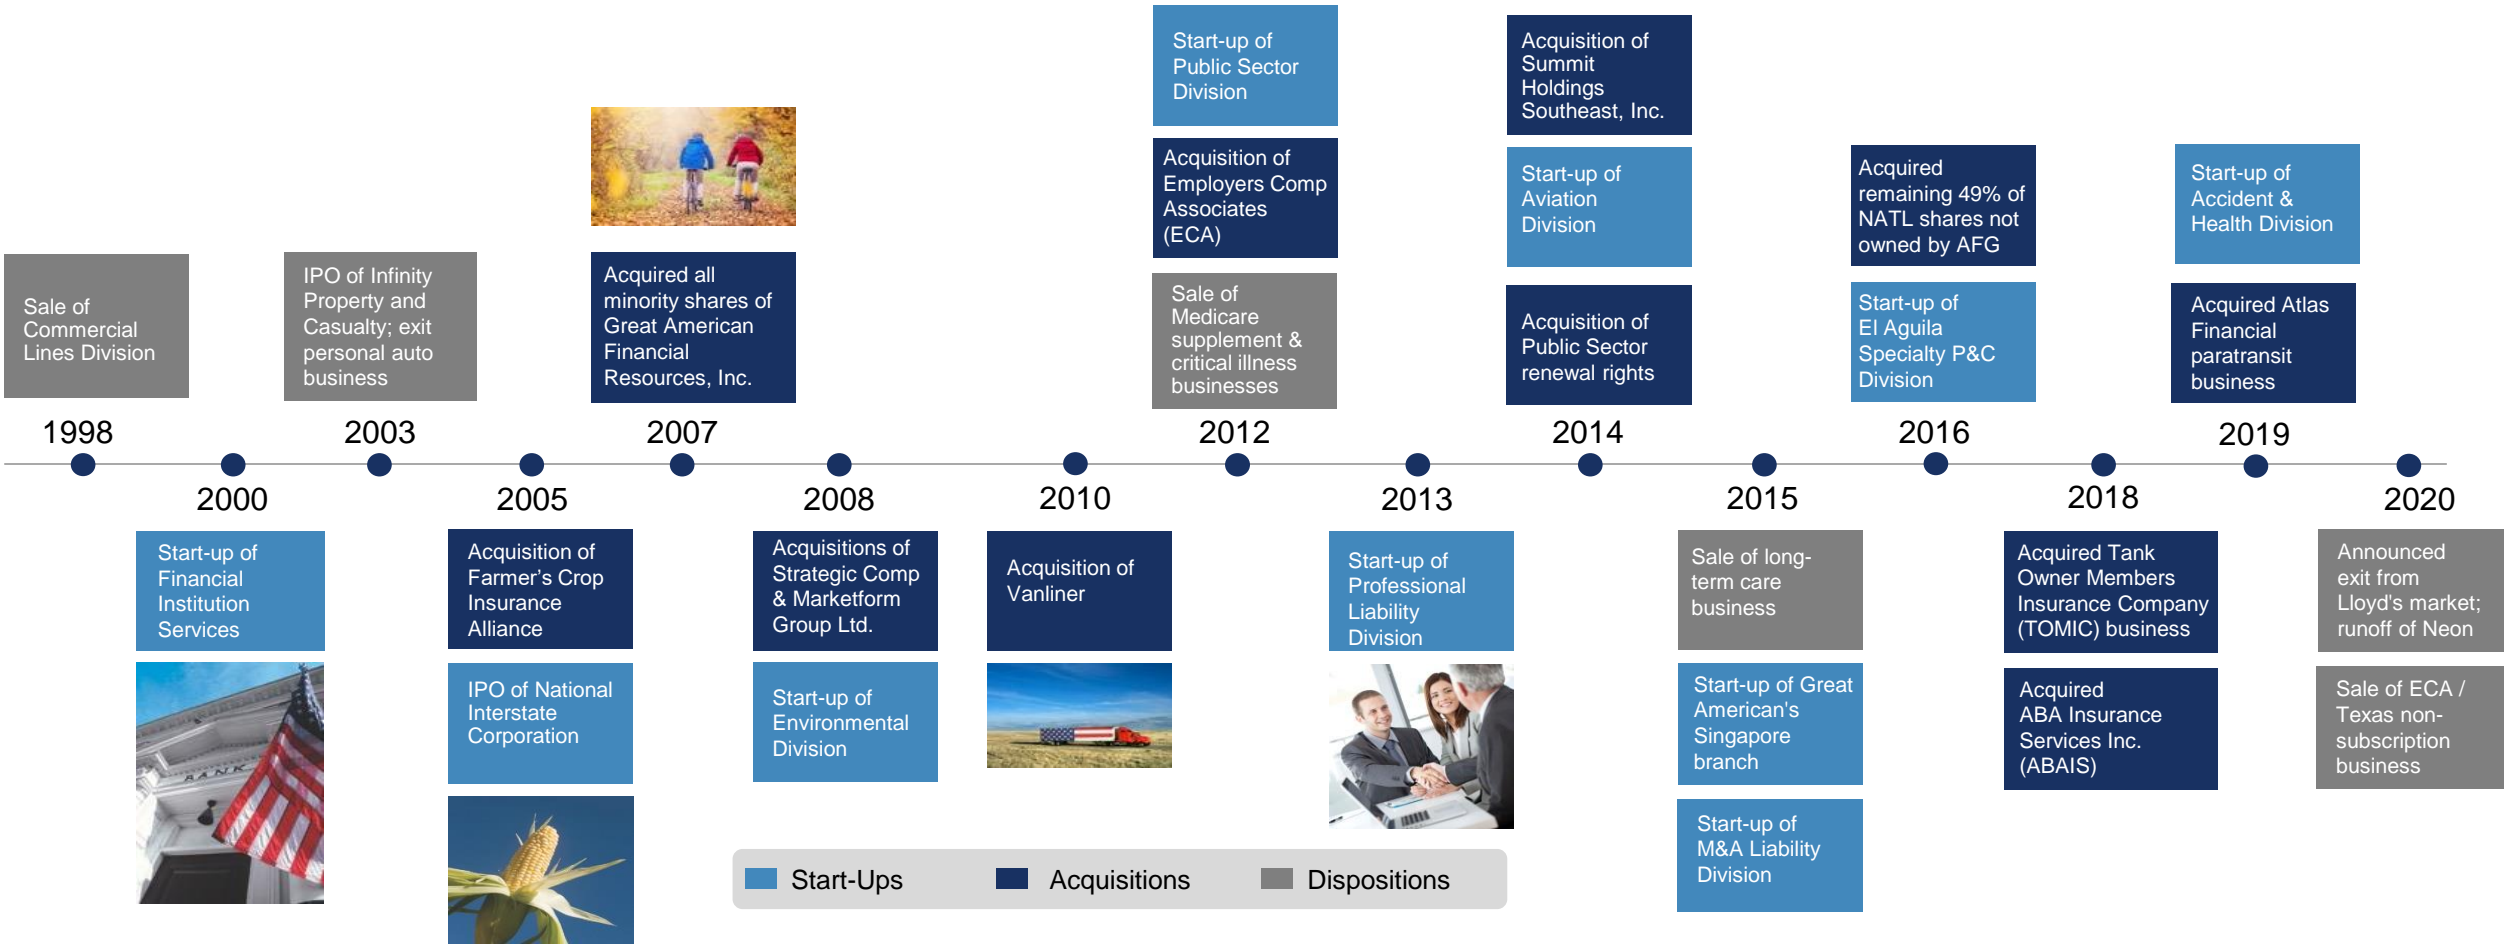 Start-up of
Public Sector
Division
Acquisition of
Summit
Holdings
Southeast, Inc.
Acquisition of
Employers Comp
Associates
(ECA)
Start-up of
Aviation
Division
Acquired
remaining 49% of
NATL shares not
owned by AFG
Start-up of
Accident &
Health Division
Sale of
Commercial
Lines Division
IPO of Infinity
Property and
Casualty; exit
personal auto
business
Acquired all
minority shares of
Great American
Financial
Resources, Inc.
Sale of
Medicare
supplement &
critical illness
businesses
Acquisition of
Public Sector
renewal rights
Start-up of
El Aguila
Specialty P&C
Division
Acquired Atlas
Financial
paratransit
business
1998
2003
2007
2012
2014
2016
2019
2000
2005
2008
2010
2013
2015
2018
2020
Start-up of
Financial
Institution
Services
Acquisition of
Farmer’s Crop
Insurance
Alliance
Acquisitions of
Strategic Comp
& Marketform
Group Ltd.
Acquisition of
Vanliner
Start-up of
Professional
Liability
Division
Sale of long-
term care
business
Acquired Tank
Owner Members
Insurance Company
(TOMIC) business
Announced
exit from
Lloyd's market;
runoff of Neon
IPO of National
Interstate
Corporation
Start-up of
Environmental
Division
Start-up of Great
American's
Singapore
branch
Acquired
ABA Insurance
Services Inc.
(ABAIS)
Sale of ECA /
Texas non-
subscription
business
BANK
Start-up of
M&A Liability
Division
Start-Ups
Acquisitions
Dispositions